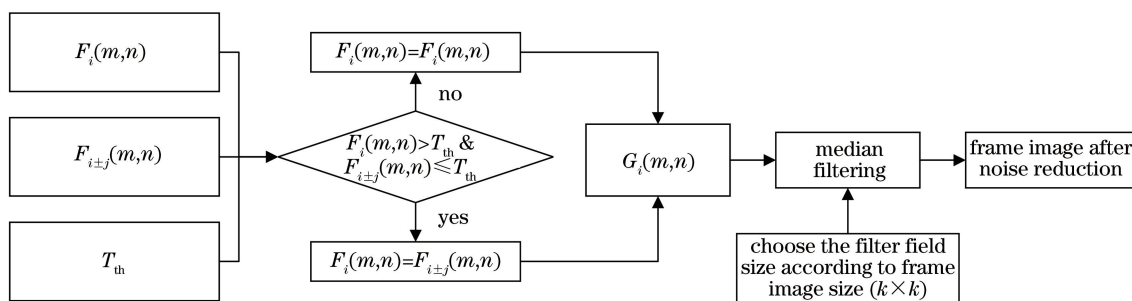 F_i(m,n)
F_{i±j}(m,n)
T_th
F_i(m,n)=F_i(m,n)
no
F_i(m,n)>T_th &
F_{i±j}(m,n)⩽T_th
yes
F_i(m,n)=F_{i±j}(m,n)
G_i(m,n)
median
filtering
choose the filter field
size according to frame
image size (k×k)
frame image after
noise reduction